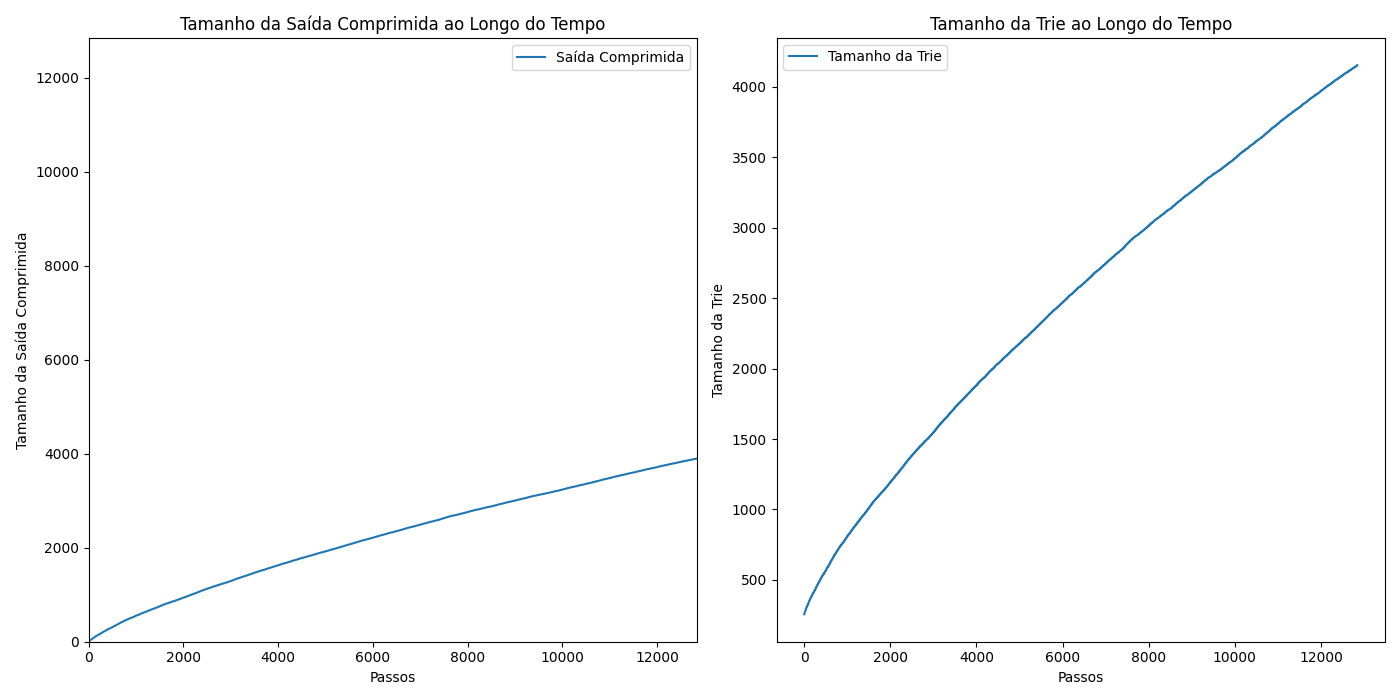 Tamanho da Saída Comprimida ao Longo do Tempo
Saída Comprimida
12000
10000
8000
6000
4000
2000
0
Tamanho da Saída Comprimida
0 2000 4000 6000 8000 10000 12000
Passos
Tamanho da Trie ao Longo do Tempo
Tamanho da Trie
4000
3500
3000
2500
2000
1500
1000
500
Tamanho da Trie
0 2000 4000 6000 8000 10000 12000
Passos